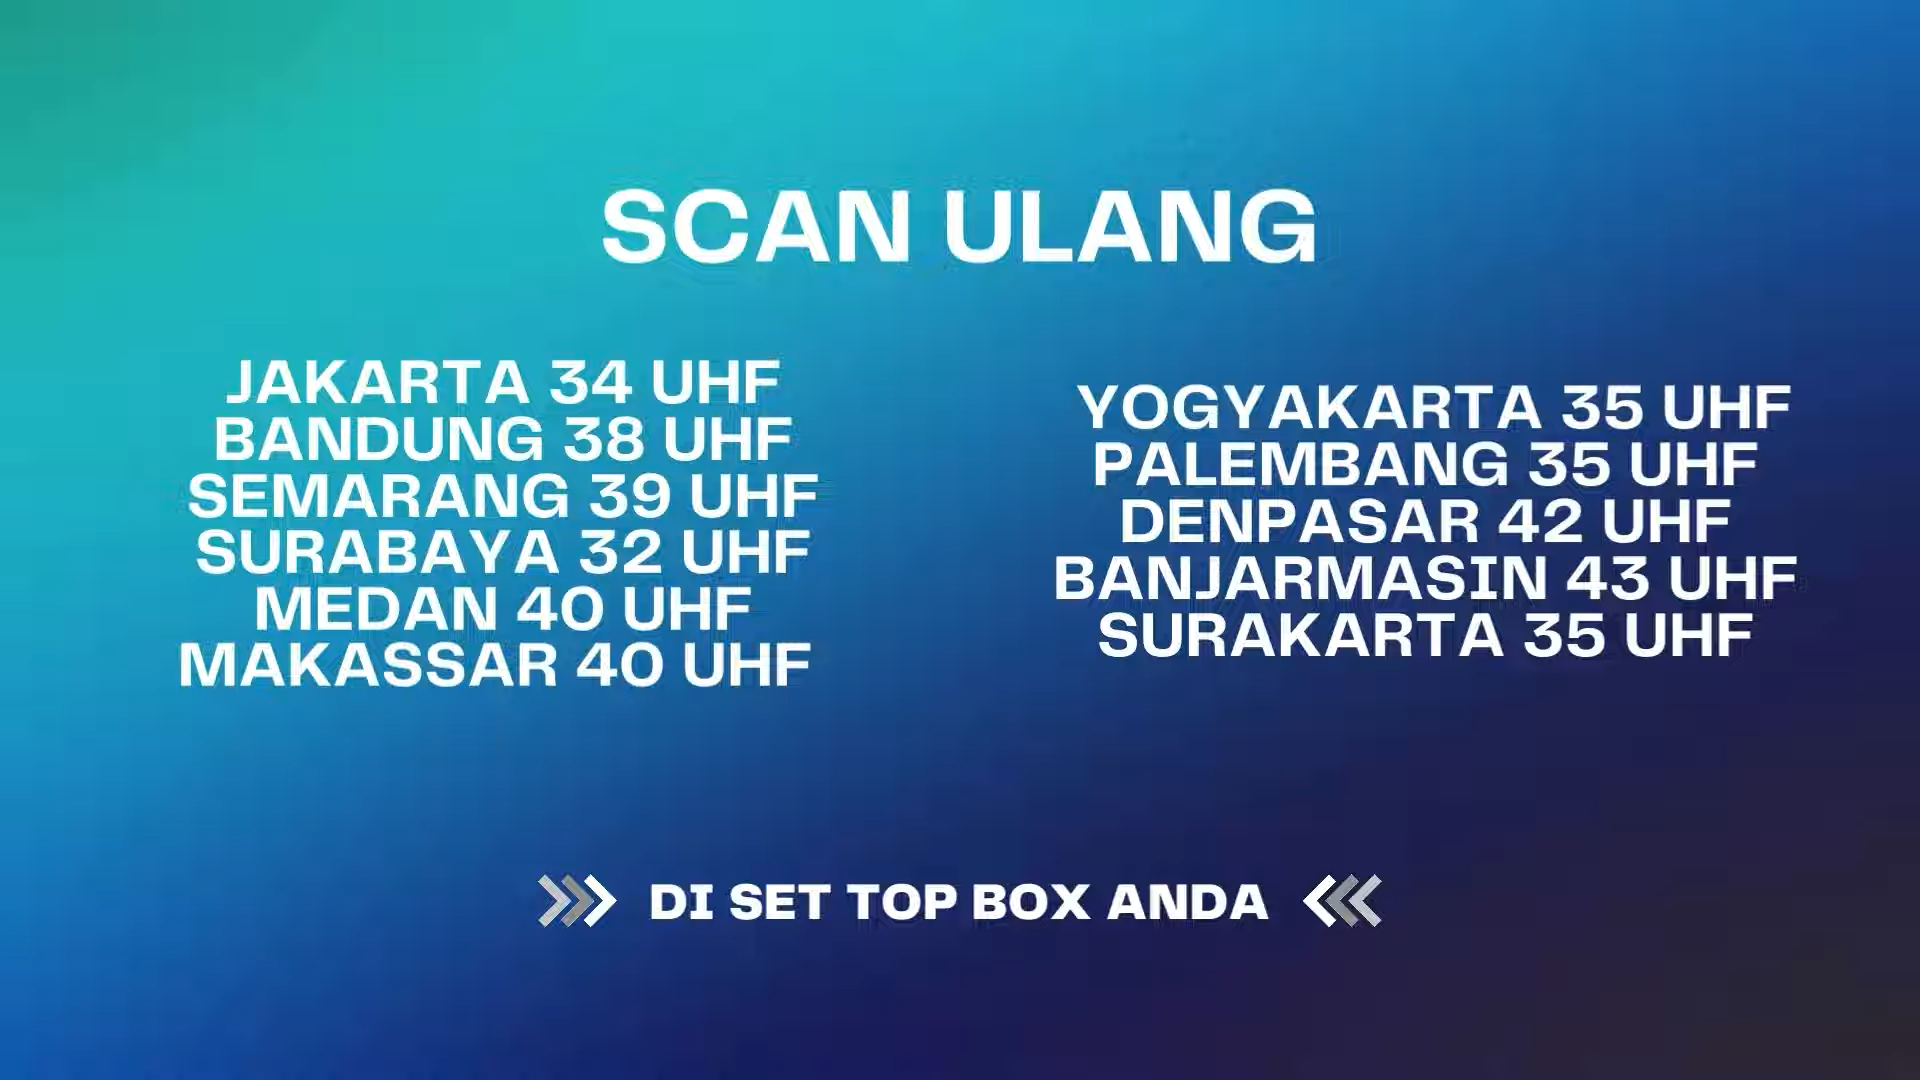 SCAN ULANG
JAKARTA 34 UHF
BANDUNG 38 UHF
SEMARANG 39 UHF
SURABAYA 32 UHF
MEDAN 40 UHF
MAKASSAR 40 UHF
YOGYAKARTA 35 UHF
PALEMBANG 35 UHF
DENPASAR 42 UHF
BANJARMASIN 43 UHF
SURAKARTA 35 UHF
DI SET TOP BOX ANDA